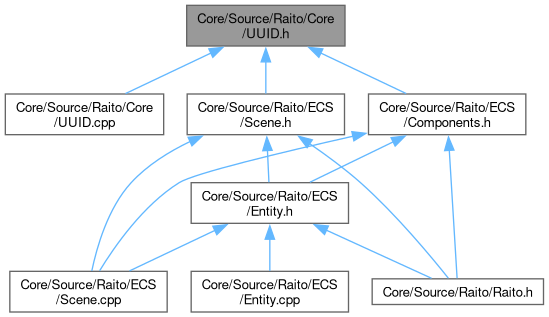 Core/Source/Raito/Core
/UUID.h
Core/Source/Raito/Core
/UUID.cpp
Core/Source/Raito/ECS
/Scene.h
Core/Source/Raito/ECS
/Components.h
Core/Source/Raito/ECS
/Entity.h
Core/Source/Raito/ECS
/Scene.cpp
Core/Source/Raito/ECS
/Entity.cpp
Core/Source/Raito/Raito.h